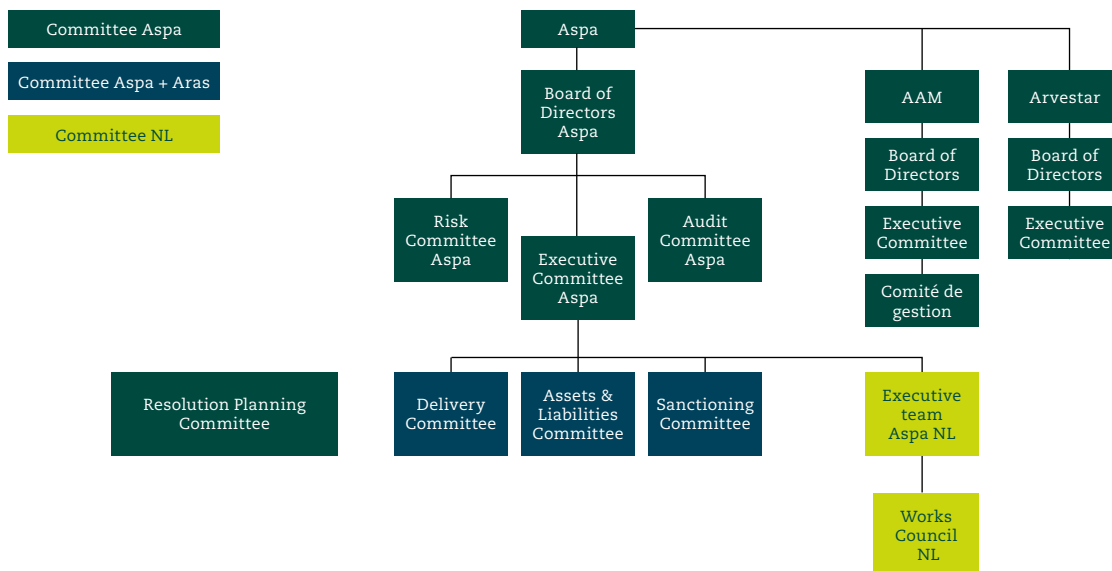 Committee Aspa
Committee Aspa + Aras
Committee NL
Aspa
Board of
Directors
Aspa
AAM
Arvestar
Board of
Directors
Board of
Directors
Risk
Committee
Aspa
Executive
Committee
Aspa
Audit
Committee
Aspa
Executive
Committee
Executive
Committee
Comité de
gestion
Resolution Planning
Committee
Delivery
Committee
Assets &
Liabilities
Committee
Sanctioning
Committee
Executive
team
Aspa NL
Works
Council
NL